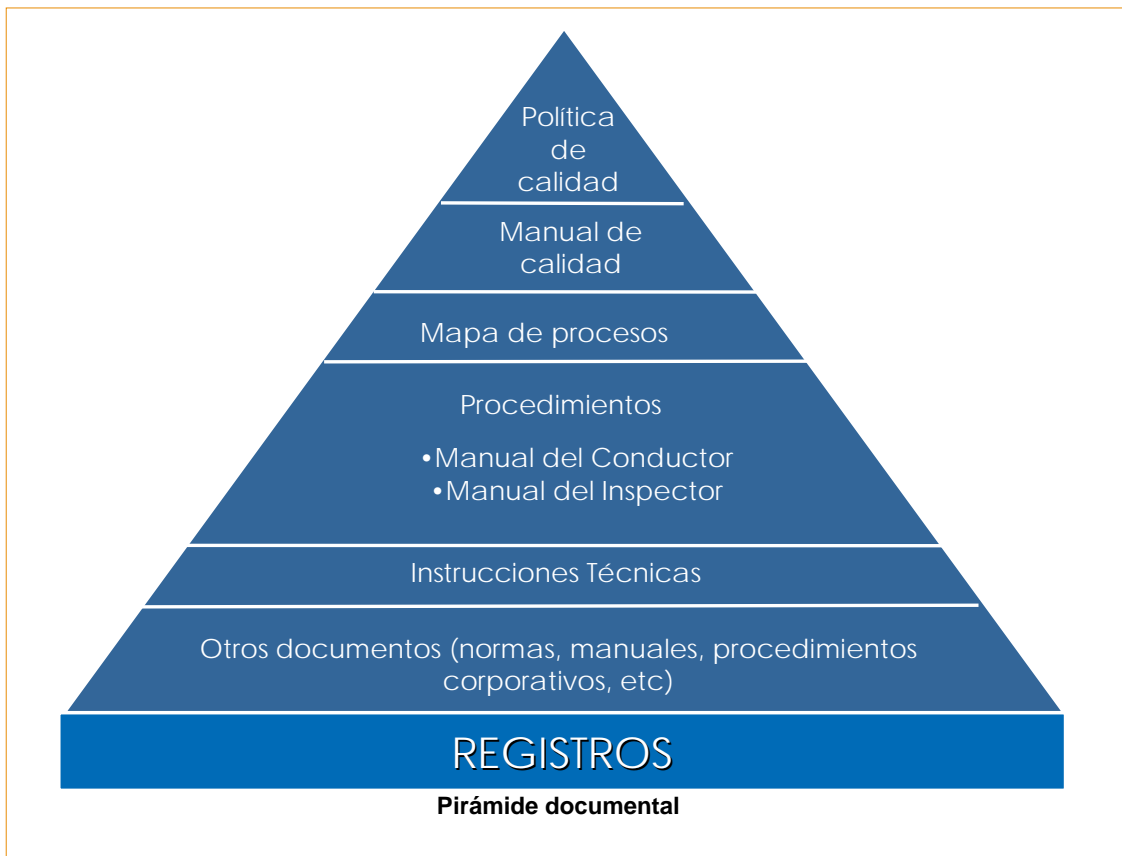 Política
de
calidad
Manual de
calidad
Mapa de procesos
Procedimientos
•Manual del Conductor
•Manual del Inspector
Instrucciones Técnicas
Otros documentos (normas, manuales, procedimientos
corporativos, etc)
REGISTROS
Pirámide documental